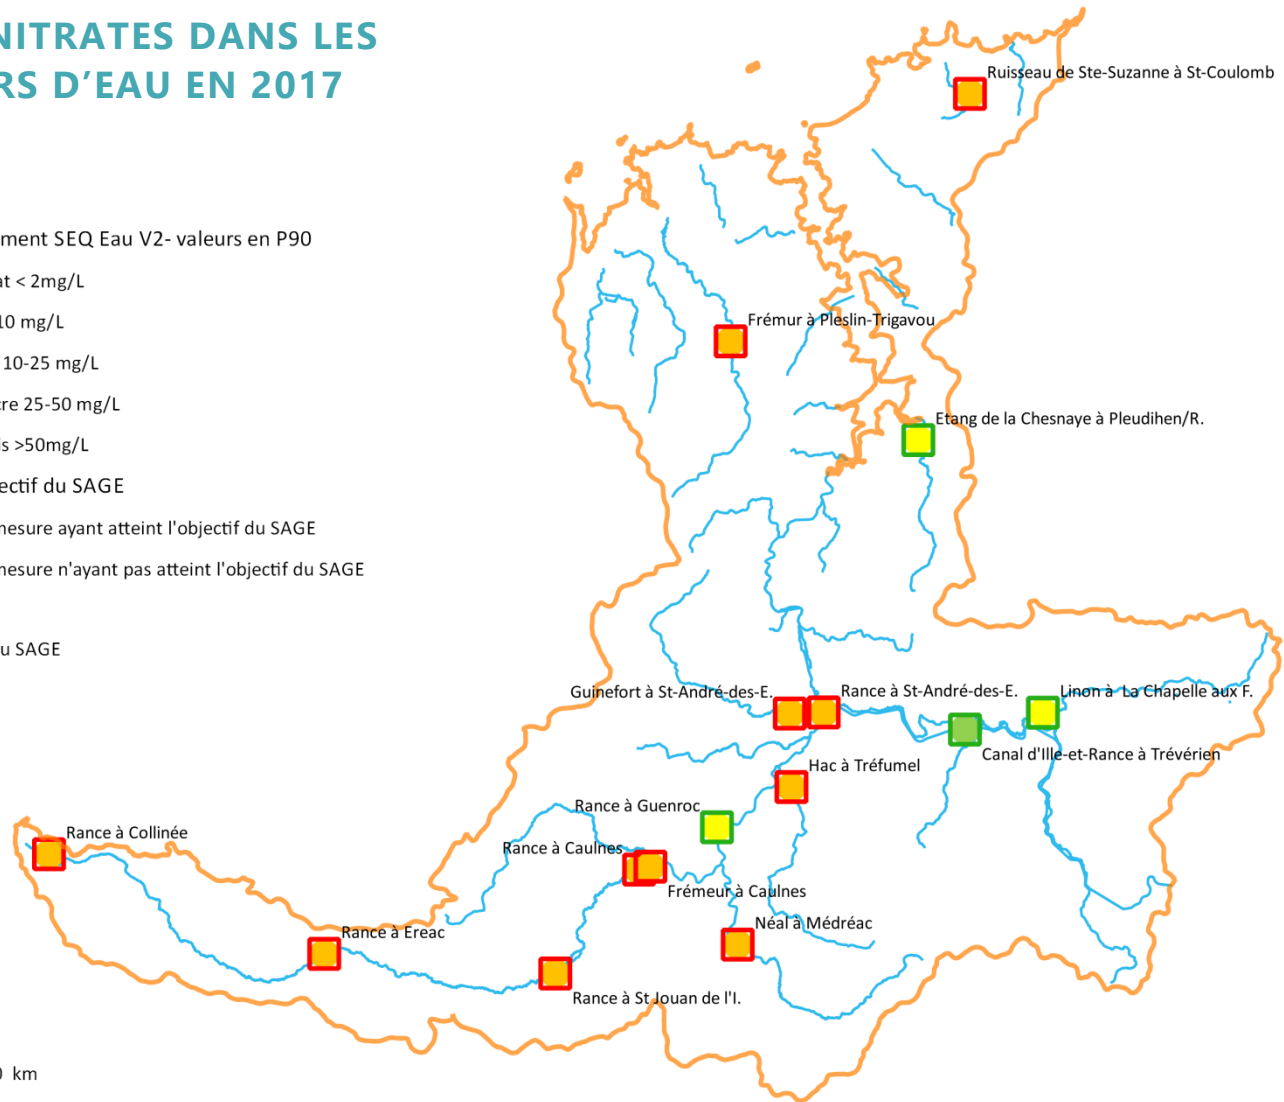 NITRATES DANS LES
RS D’EAU EN 2017
ment SEQ Eau V2- valeurs en P90
at < 2mg/L
10 mg/L
10-25 mg/L
cre 25-50 mg/L
is >50mg/L
ectif du SAGE
mesure ayant atteint l'objectif du SAGE
mesure n'ayant pas atteint l'objectif du SAGE
u SAGE
Ruisseau de Ste-Suzanne à St-Coulomb
Frémur à Pleslin-Trigavou
Etang de la Chesnaye à Pleudihen/R.
Guinefort à St-André-des-E.
Rance à St-André-des-E.
Linon à La Chapelle aux F.
Canal d'Ille-et-Rance à Trévérien
Hac à Tréfumel
Rance à Guenroc
Rance à Collinée
Rance à Caulnes
Frémeur à Caulnes
Néal à Médréac
Rance à Ereac
Rance à St Jouan de l'I.
km